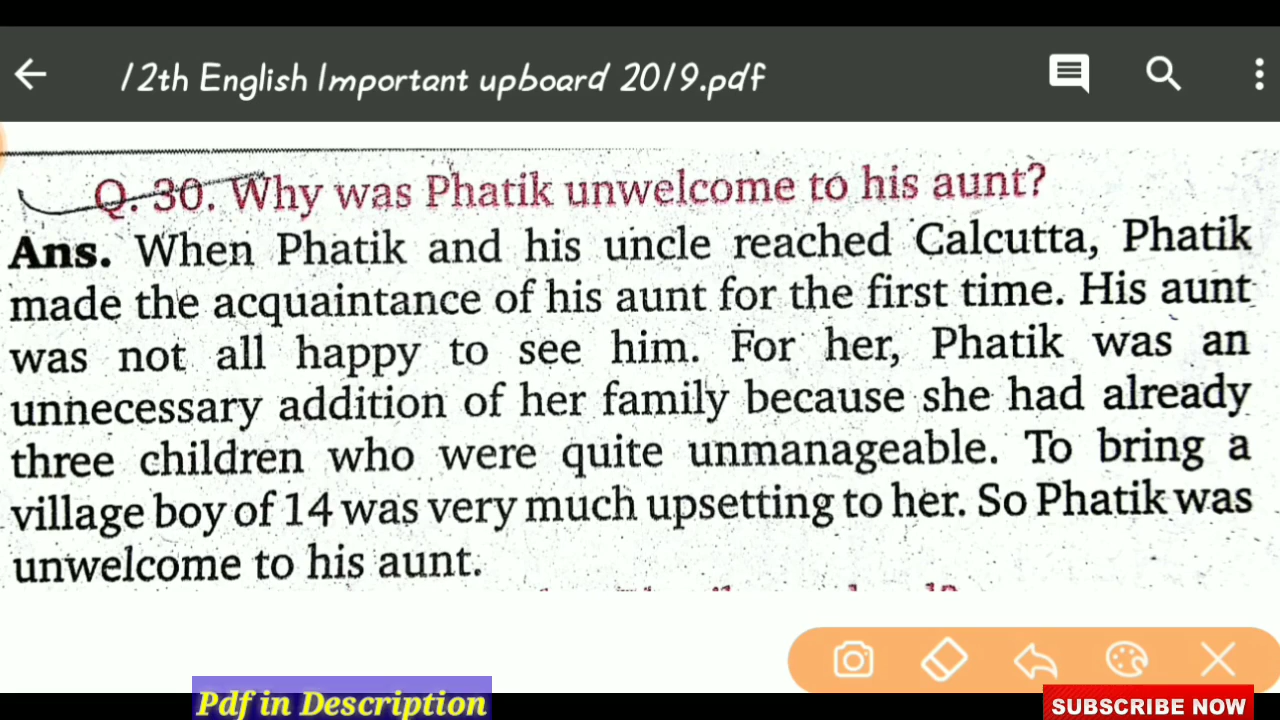 12th English Important upboard 2019.pdf
Q. 30. Why was Phatik unwelcome to his aunt?
Ans. When Phatik and his uncle reached Calcutta, Phatik
made the acquaintance of his aunt for the first time. His aunt
was not all happy to see him. For her, Phatik was an
unnecessary addition of her family because she had already
three children who were quite unmanageable. To bring a
village boy of 14 was very much upsetting to her. So Phatik was
unwelcome to his aunt.
Pdf in Description
SUBSCRIBE NOW